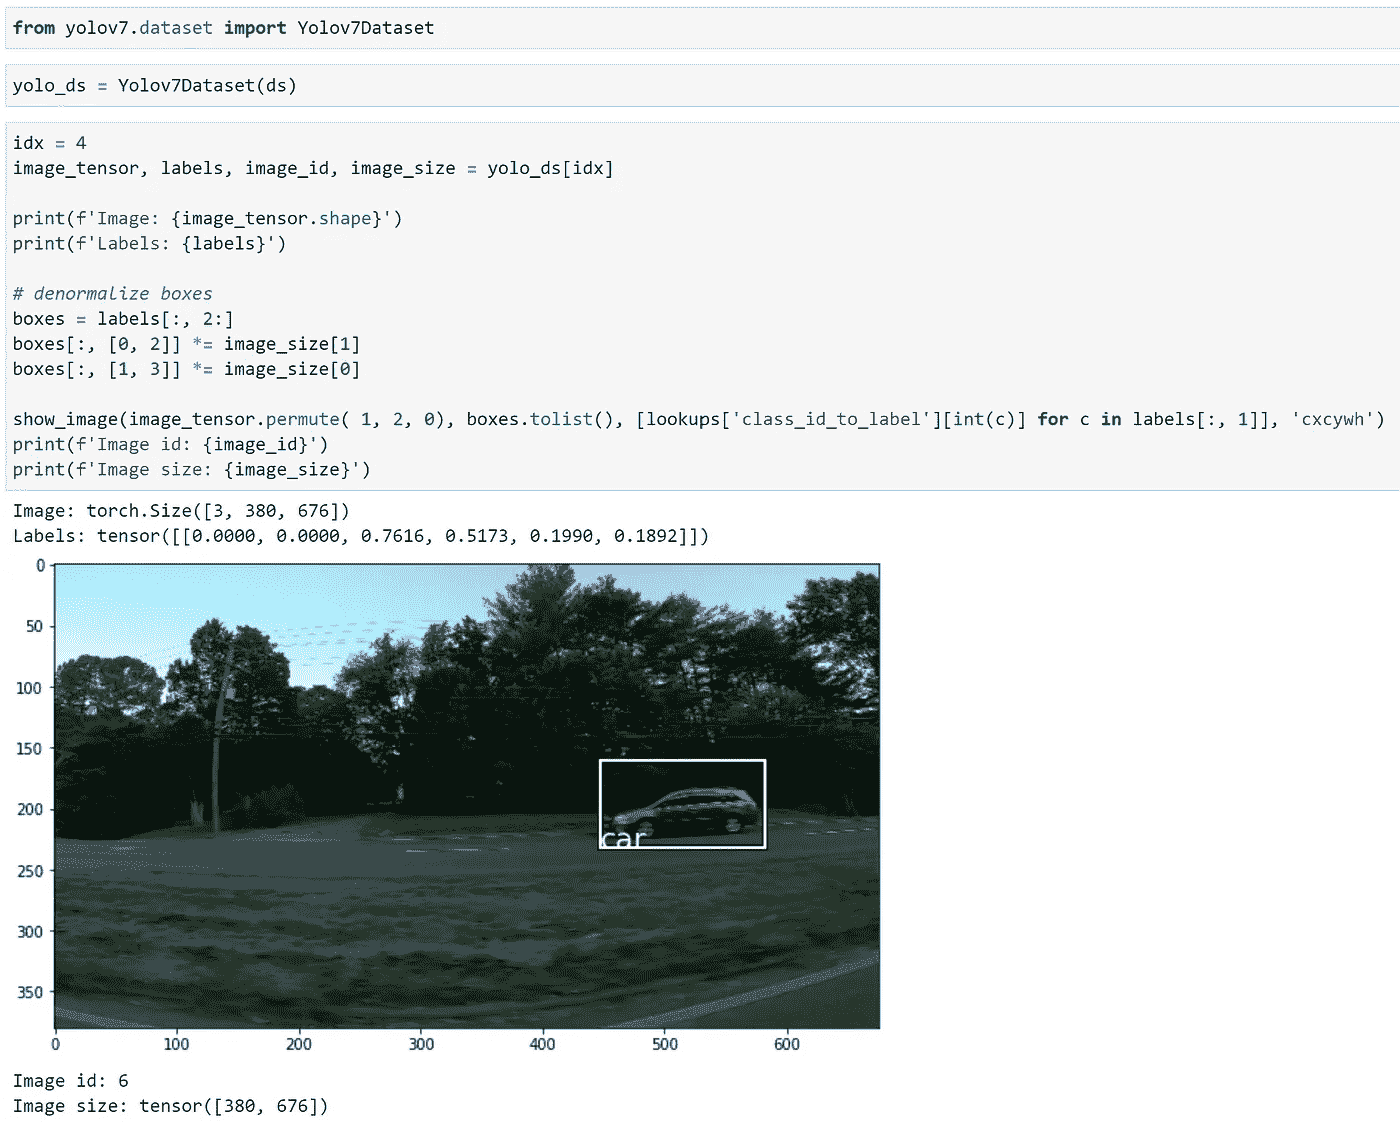 from yolov7.dataset import Yolov7Dataset
yolo_ds = Yolov7Dataset(ds)
idx = 4
image_tensor, labels, image_id, image_size = yolo_ds[idx]
print(f'Image: {image_tensor.shape}')
print(f'Labels: {labels}')
# denormalize boxes
boxes = labels[:, 2:]
boxes[:, [0, 2]] *= image_size[1]
boxes[:, [1, 3]] *= image_size[0]
show_image(image_tensor.permute( 1, 2, 0), boxes.tolist(), [lookups['class_id_to_label'][int(c)] for c in labels[:, 1]], 'cxcywh')
print(f'Image id: {image_id}')
print(f'Image size: {image_size}')
Image: torch.Size([3, 380, 676])
Labels: tensor([[0.0000, 0.0000, 0.7616, 0.5173, 0.1990, 0.1892]])
0
50
100
150
200
car
250
300
350
0 100 200 300 400 500 600
Image id: 6
Image size: tensor([380, 676])